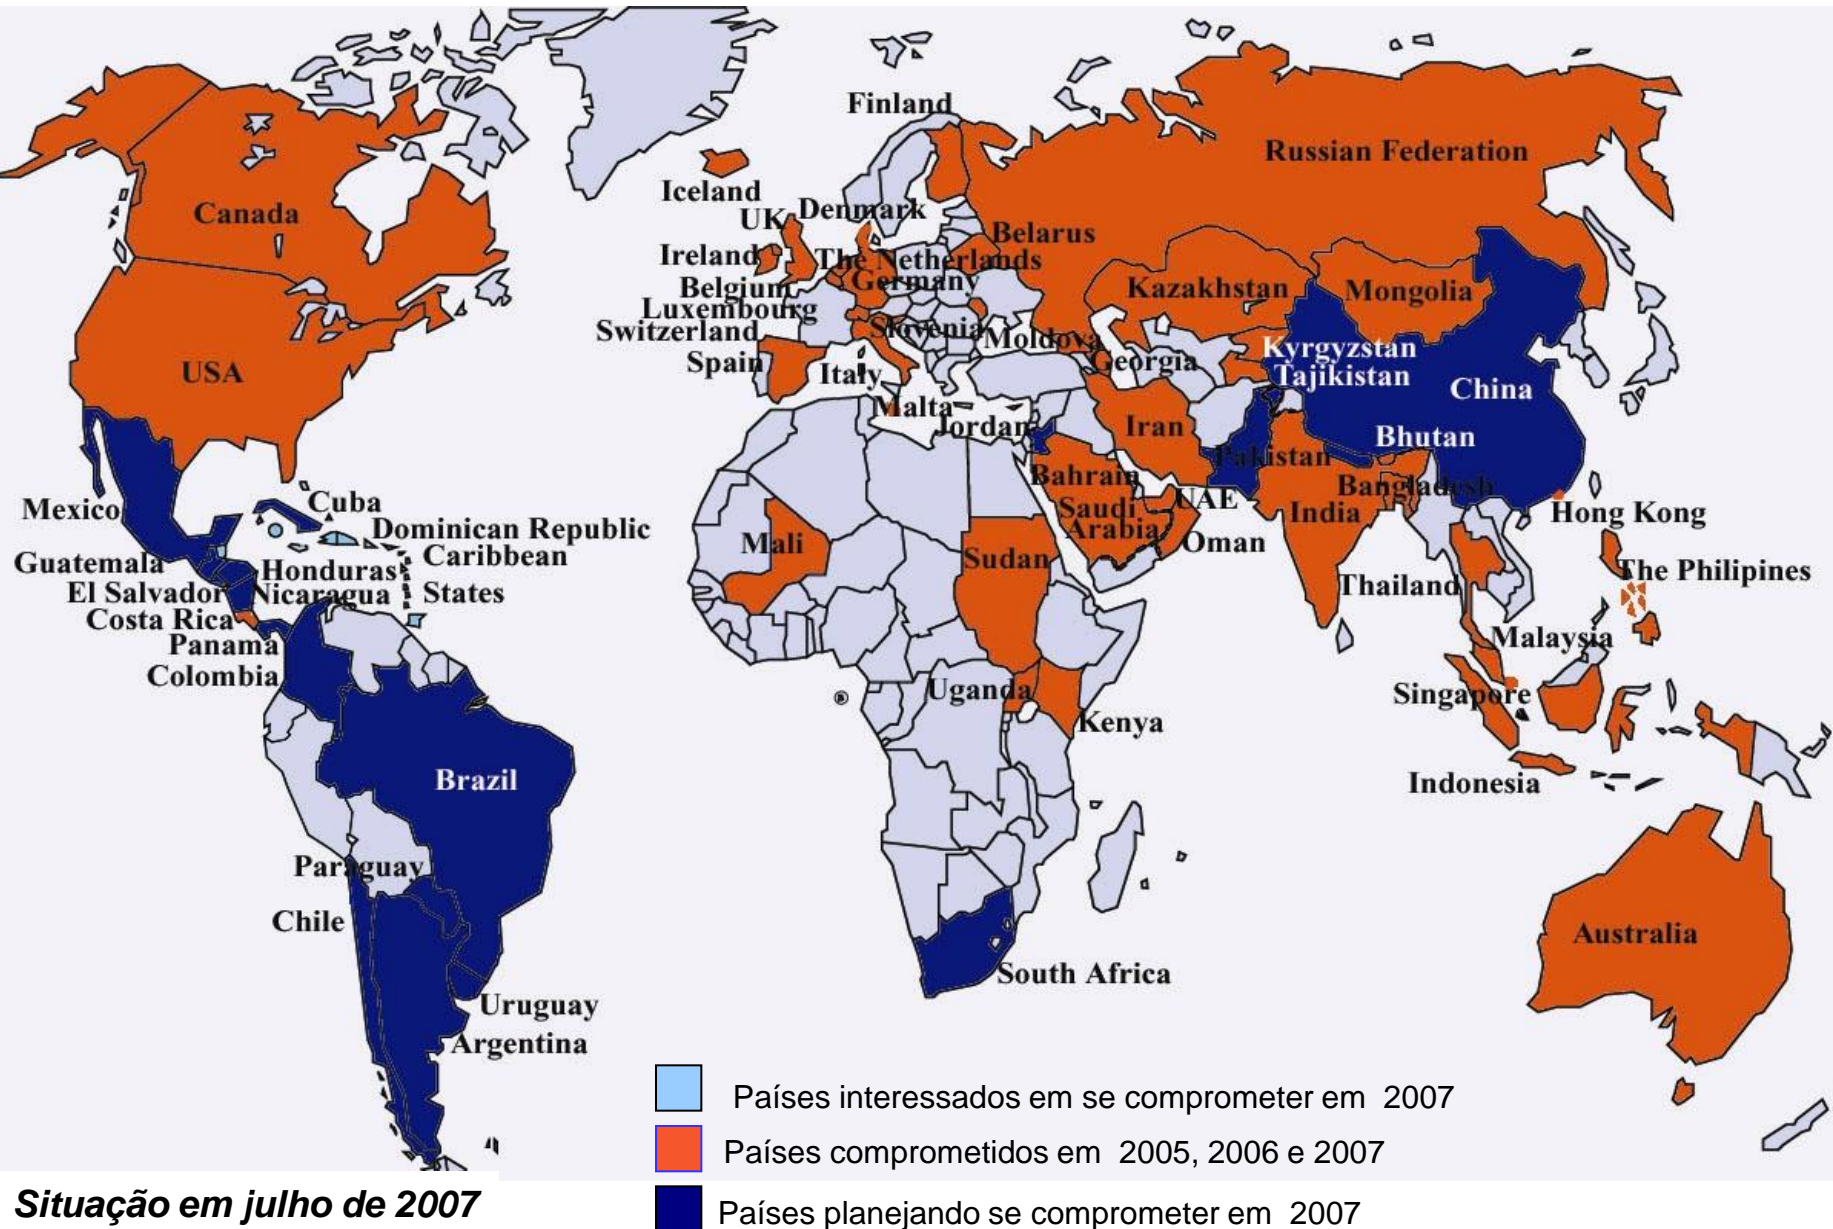 Finland
Russian Federation
Iceland
Canada
UK
Denmark
Belarus
Ireland
The Netherlands
Belgium
Germany
Kazakhstan
Mongolia
Luxembourg
Switzerland
Slovenia
Moldova
Kyrgyzstan
Spain
Italy
Georgia
Tajikistan
USA
China
Malta
Jordan
Iran
Bhutan
Pakistan
Bahrain
Bangladesh
Mexico
Cuba
Saudi
Arabia
UAE
India
Hong Kong
Dominican Republic
Mali
Sudan
Oman
Guatemala
Honduras
Caribbean
States
The Philipines
El Salvador
Nicaragua
Thailand
Costa Rica
Panama
Malaysia
Colombia
Uganda
Singapore
Kenya
Brazil
Indonesia
Paraguay
Chile
Australia
South Africa
Uruguay
Argentina
Países interessados em se comprometer em 2007
Países comprometidos em 2005, 2006 e 2007
Situação em julho de 2007
Países planejando se comprometer em 2007